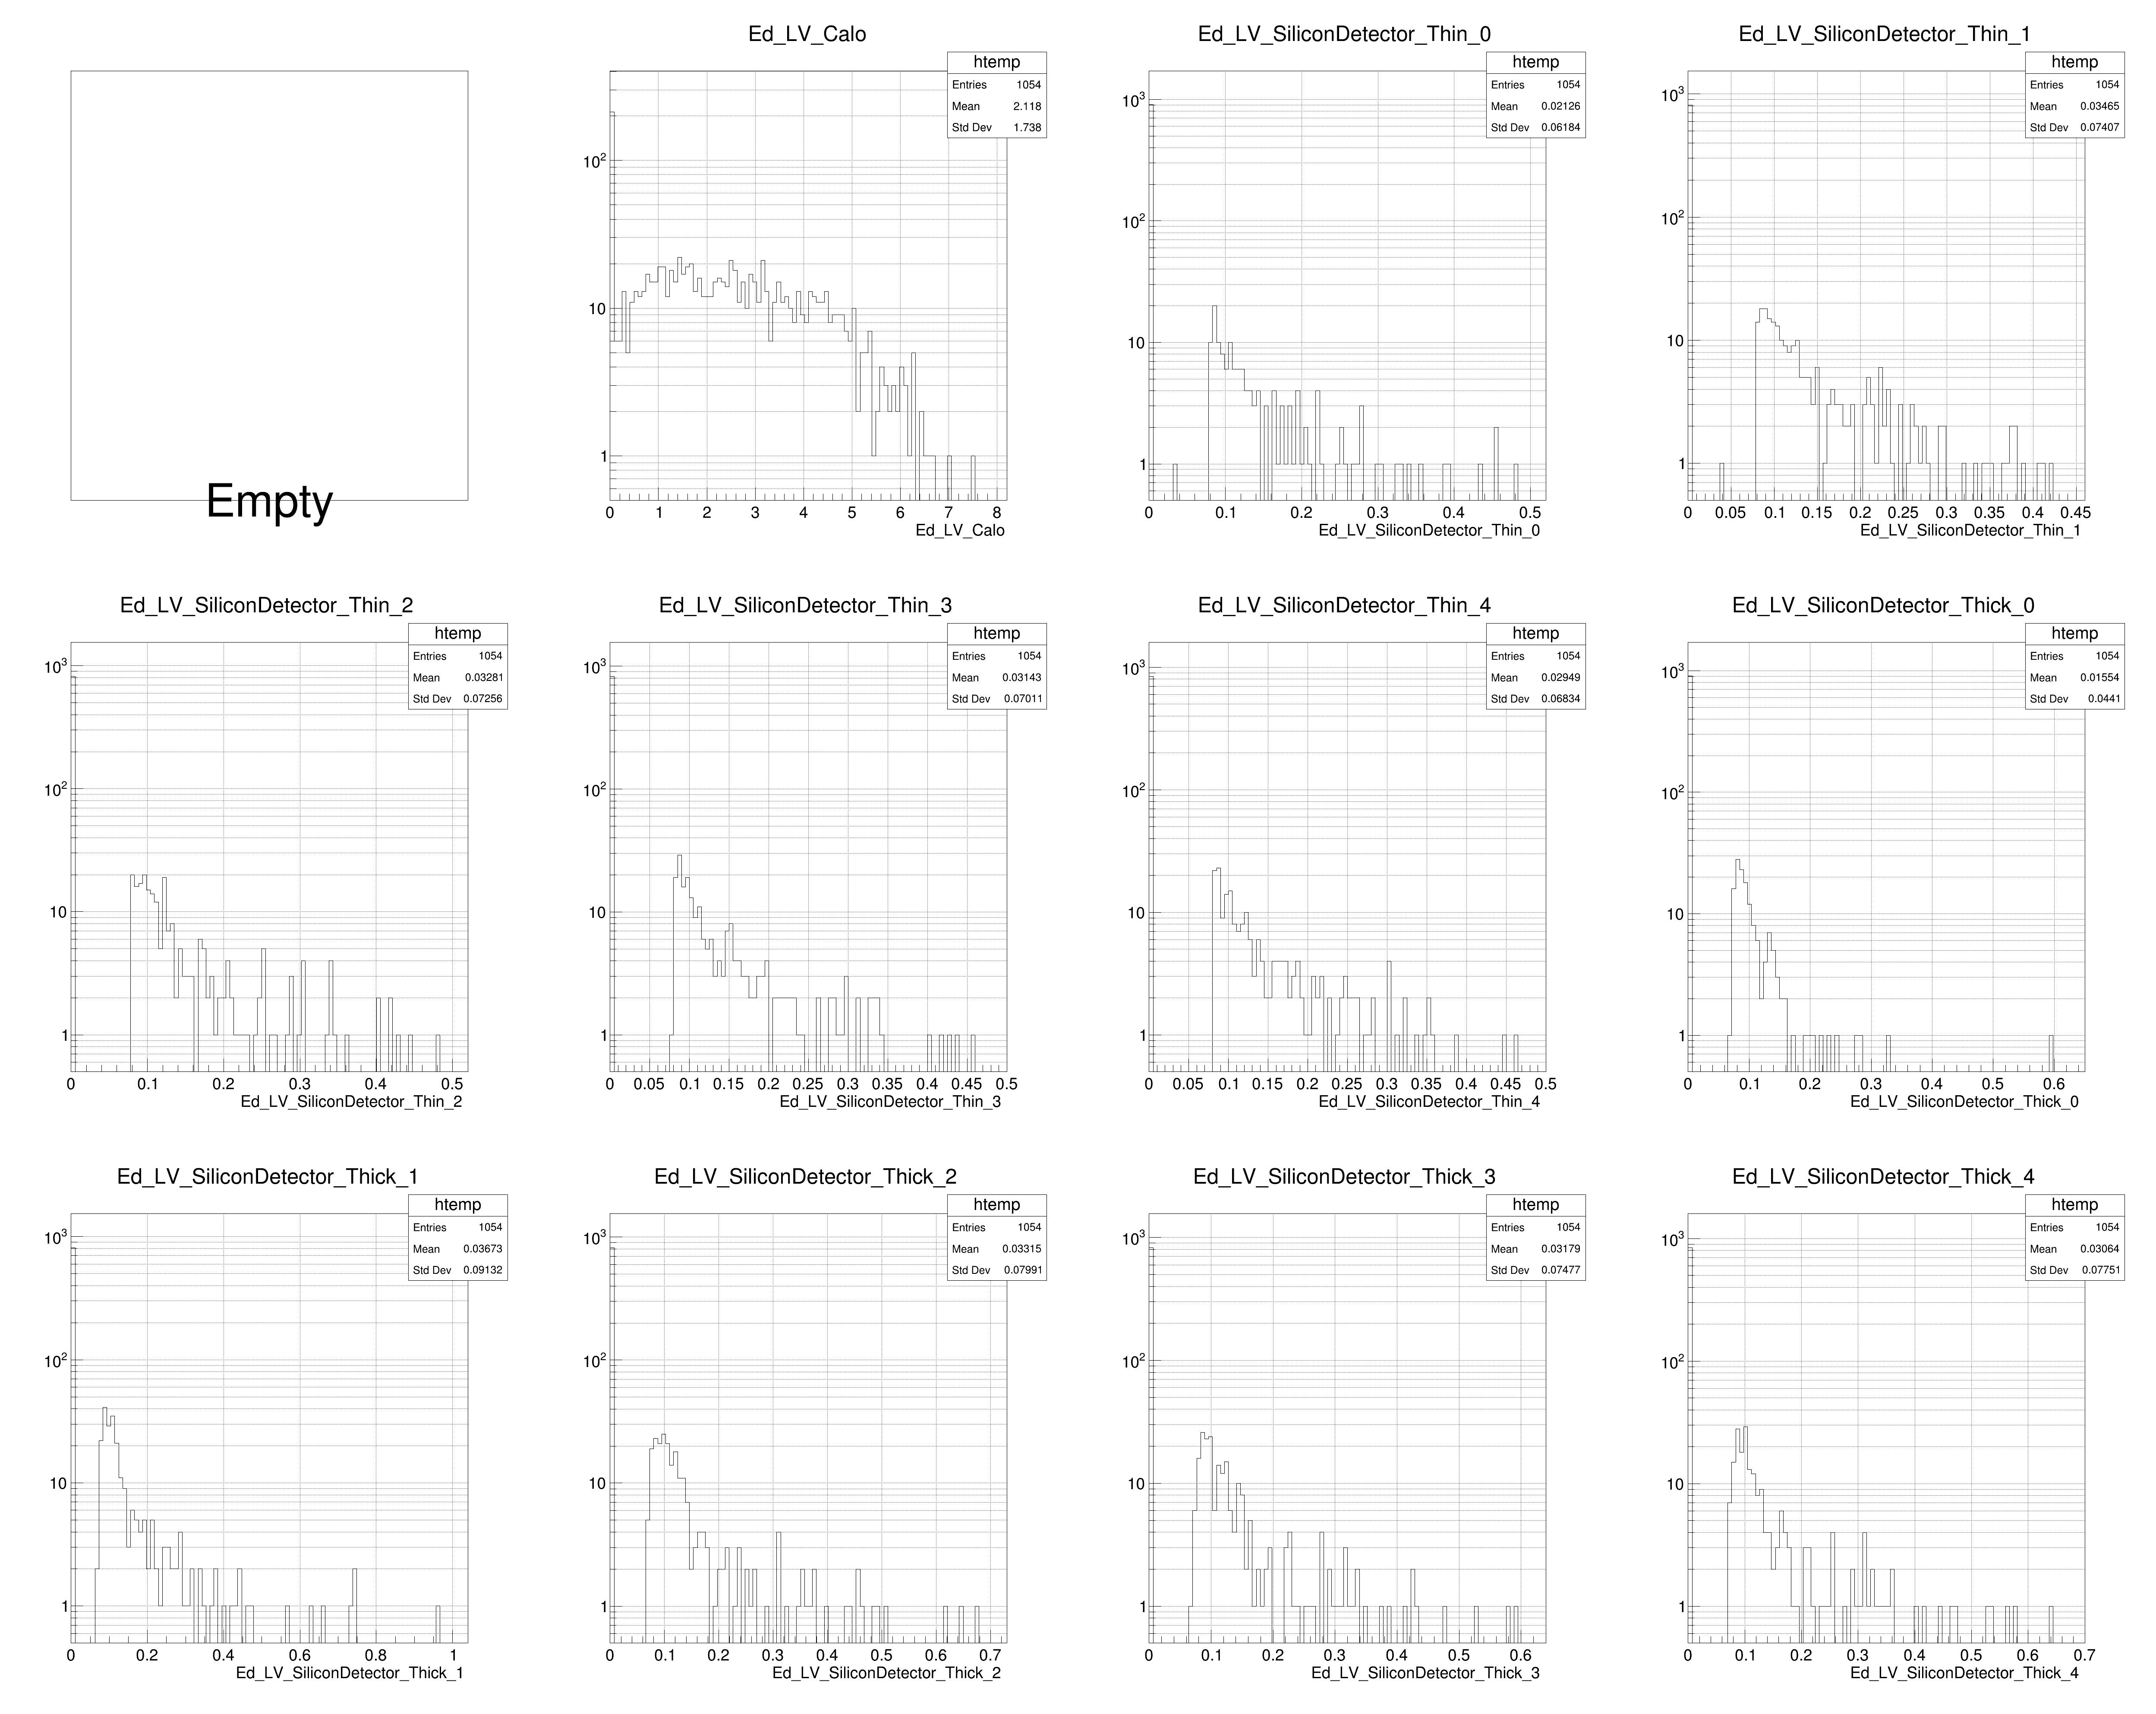 Empty
Ed_LV_Calo
htemp
Entries 1054
Mean 2.118
Std Dev 1.738
10²
10
1
0 1 2 3 4 5 6 7 8
Ed_LV_Calo
Ed_LV_SiliconDetector_Thin_0
htemp
Entries 1054
Mean 0.02126
Std Dev 0.06184
10³
10²
10
1
0 0.1 0.2 0.3 0.4 0.5
Ed_LV_SiliconDetector_Thin_0
Ed_LV_SiliconDetector_Thin_1
htemp
Entries 1054
Mean 0.03465
Std Dev 0.07407
10³
10²
10
1
0 0.05 0.1 0.15 0.2 0.25 0.3 0.35 0.4 0.45
Ed_LV_SiliconDetector_Thin_1
Ed_LV_SiliconDetector_Thin_2
htemp
Entries 1054
Mean 0.03281
Std Dev 0.07256
10³
10²
10
1
0 0.1 0.2 0.3 0.4 0.5
Ed_LV_SiliconDetector_Thin_2
Ed_LV_SiliconDetector_Thin_3
htemp
Entries 1054
Mean 0.03143
Std Dev 0.07011
10³
10²
10
1
0 0.05 0.1 0.15 0.2 0.25 0.3 0.35 0.4 0.45 0.5
Ed_LV_SiliconDetector_Thin_3
Ed_LV_SiliconDetector_Thin_4
htemp
Entries 1054
Mean 0.02949
Std Dev 0.06834
10³
10²
10
1
0 0.05 0.1 0.15 0.2 0.25 0.3 0.35 0.4 0.45 0.5
Ed_LV_SiliconDetector_Thin_4
Ed_LV_SiliconDetector_Thick_0
htemp
Entries 1054
Mean 0.01554
Std Dev 0.0441
10³
10²
10
1
0 0.1 0.2 0.3 0.4 0.5 0.6
Ed_LV_SiliconDetector_Thick_0
Ed_LV_SiliconDetector_Thick_1
htemp
Entries 1054
Mean 0.03673
Std Dev 0.09132
10³
10²
10
1
0 0.2 0.4 0.6 0.8 1
Ed_LV_SiliconDetector_Thick_1
Ed_LV_SiliconDetector_Thick_2
htemp
Entries 1054
Mean 0.03315
Std Dev 0.07991
10³
10²
10
1
0 0.1 0.2 0.3 0.4 0.5 0.6 0.7
Ed_LV_SiliconDetector_Thick_2
Ed_LV_SiliconDetector_Thick_3
htemp
Entries 1054
Mean 0.03179
Std Dev 0.07477
10³
10²
10
1
0 0.1 0.2 0.3 0.4 0.5 0.6
Ed_LV_SiliconDetector_Thick_3
Ed_LV_SiliconDetector_Thick_4
htemp
Entries 1054
Mean 0.03064
Std Dev 0.07751
10³
10²
10
1
0 0.1 0.2 0.3 0.4 0.5 0.6 0.7
Ed_LV_SiliconDetector_Thick_4